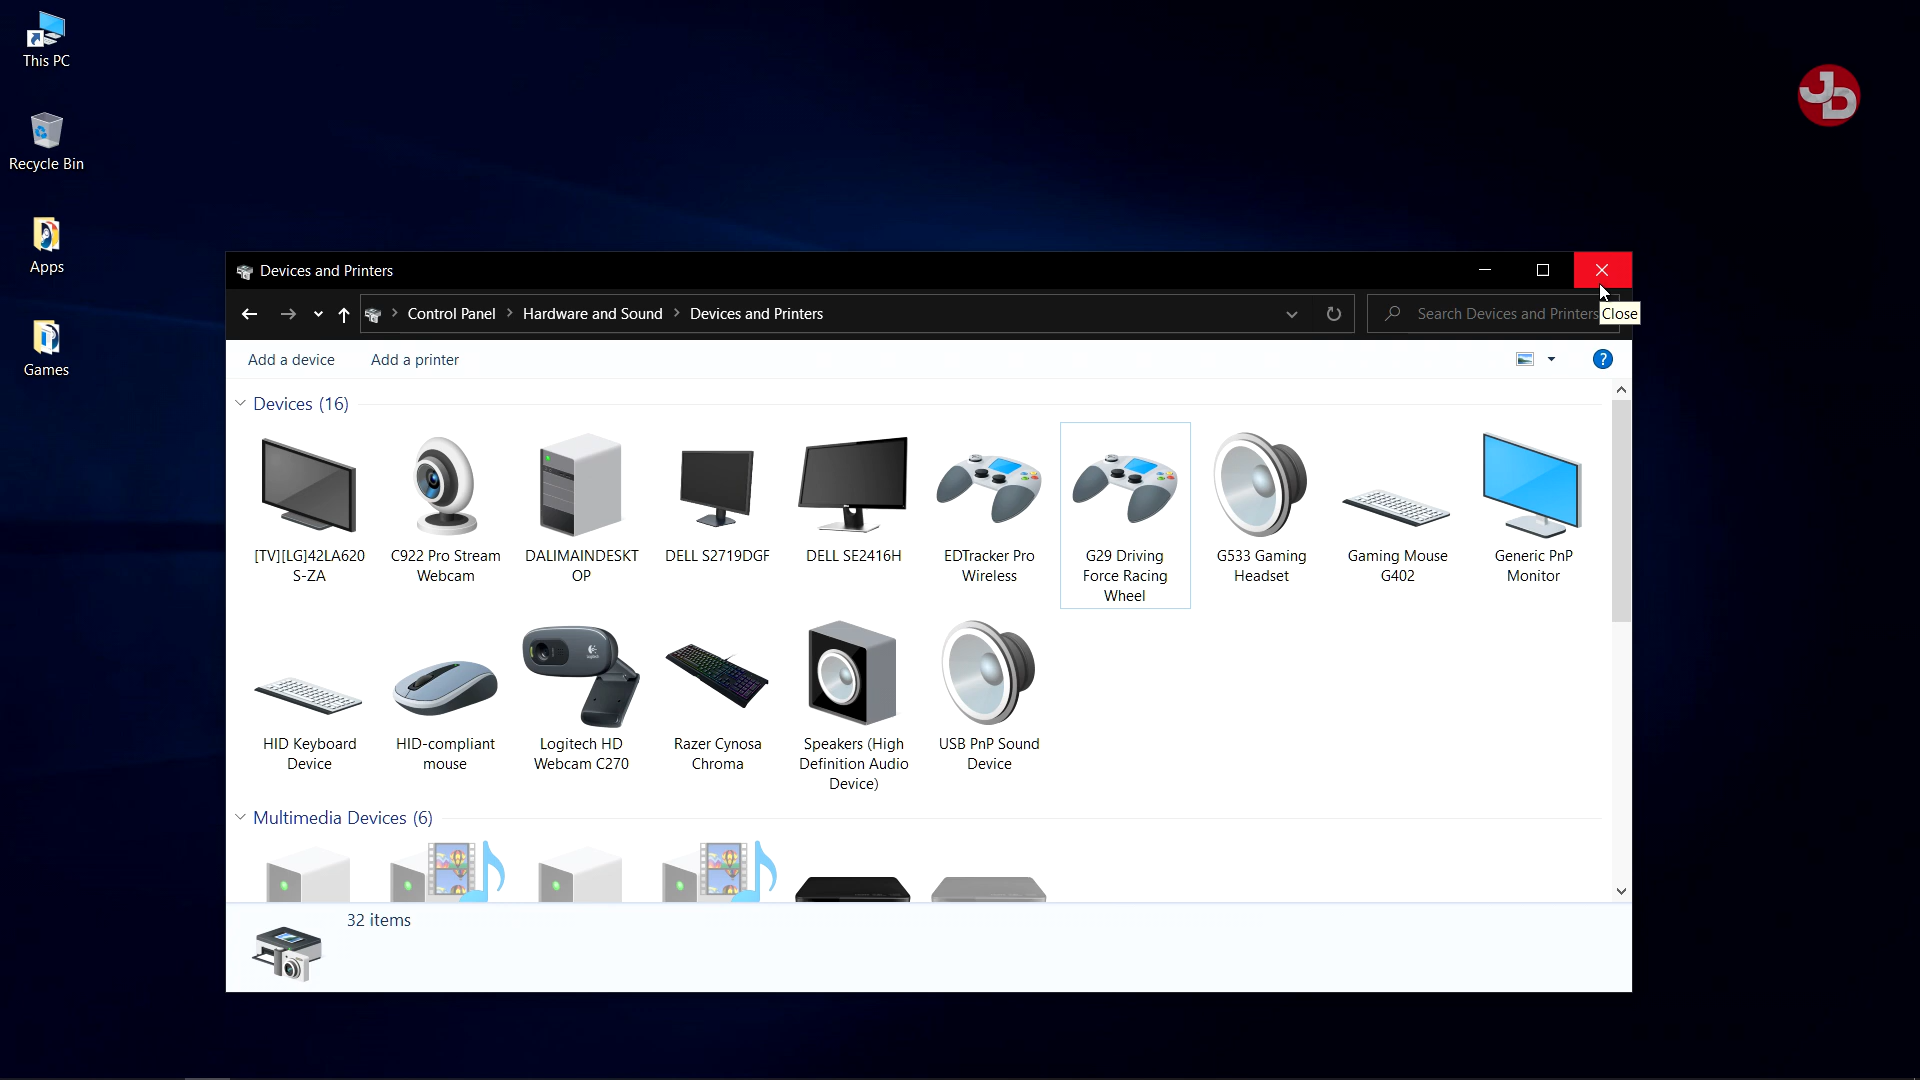 This PC
Recycle Bin
Apps
Games
JD
Devices and Printers
Control Panel > Hardware and Sound > Devices and Printers
Search Devices and Printers
Close
Add a device
Add a printer
?
Devices (16)
[TV][LG]42LA620
S-ZA
C922 Pro Stream
Webcam
DALIMAINDESKT
OP
DELL S2719DGF
DELL SE2416H
EDTracker Pro
Wireless
G29 Driving
Force Racing
Wheel
G533 Gaming
Headset
Gaming Mouse
G402
Generic PnP
Monitor
HID Keyboard
Device
HID-compliant
mouse
Logitech HD
Webcam C270
Razer Cynosa
Chroma
Speakers (High
Definition Audio
Device)
USB PnP Sound
Device
Multimedia Devices (6)
32 items